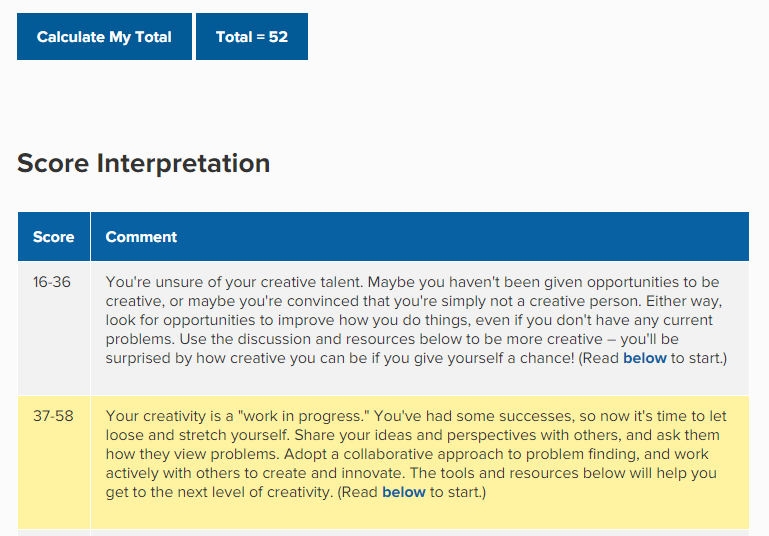 Calculate My Total
Total = 52
Score Interpretation
Score Comment
16-36 You're unsure of your creative talent. Maybe you haven't been given opportunities to be
creative, or maybe you're convinced that you're simply not a creative person. Either way,
look for opportunities to improve how you do things, even if you don't have any current
problems. Use the discussion and resources below to be more creative – you'll be
surprised by how creative you can be if you give yourself a chance! (Read below to start.)
37-58 Your creativity is a "work in progress." You've had some successes, so now it's time to let
loose and stretch yourself. Share your ideas and perspectives with others, and ask them
how they view problems. Adopt a collaborative approach to problem finding, and work
actively with others to create and innovate. The tools and resources below will help you
get to the next level of creativity. (Read below to start.)